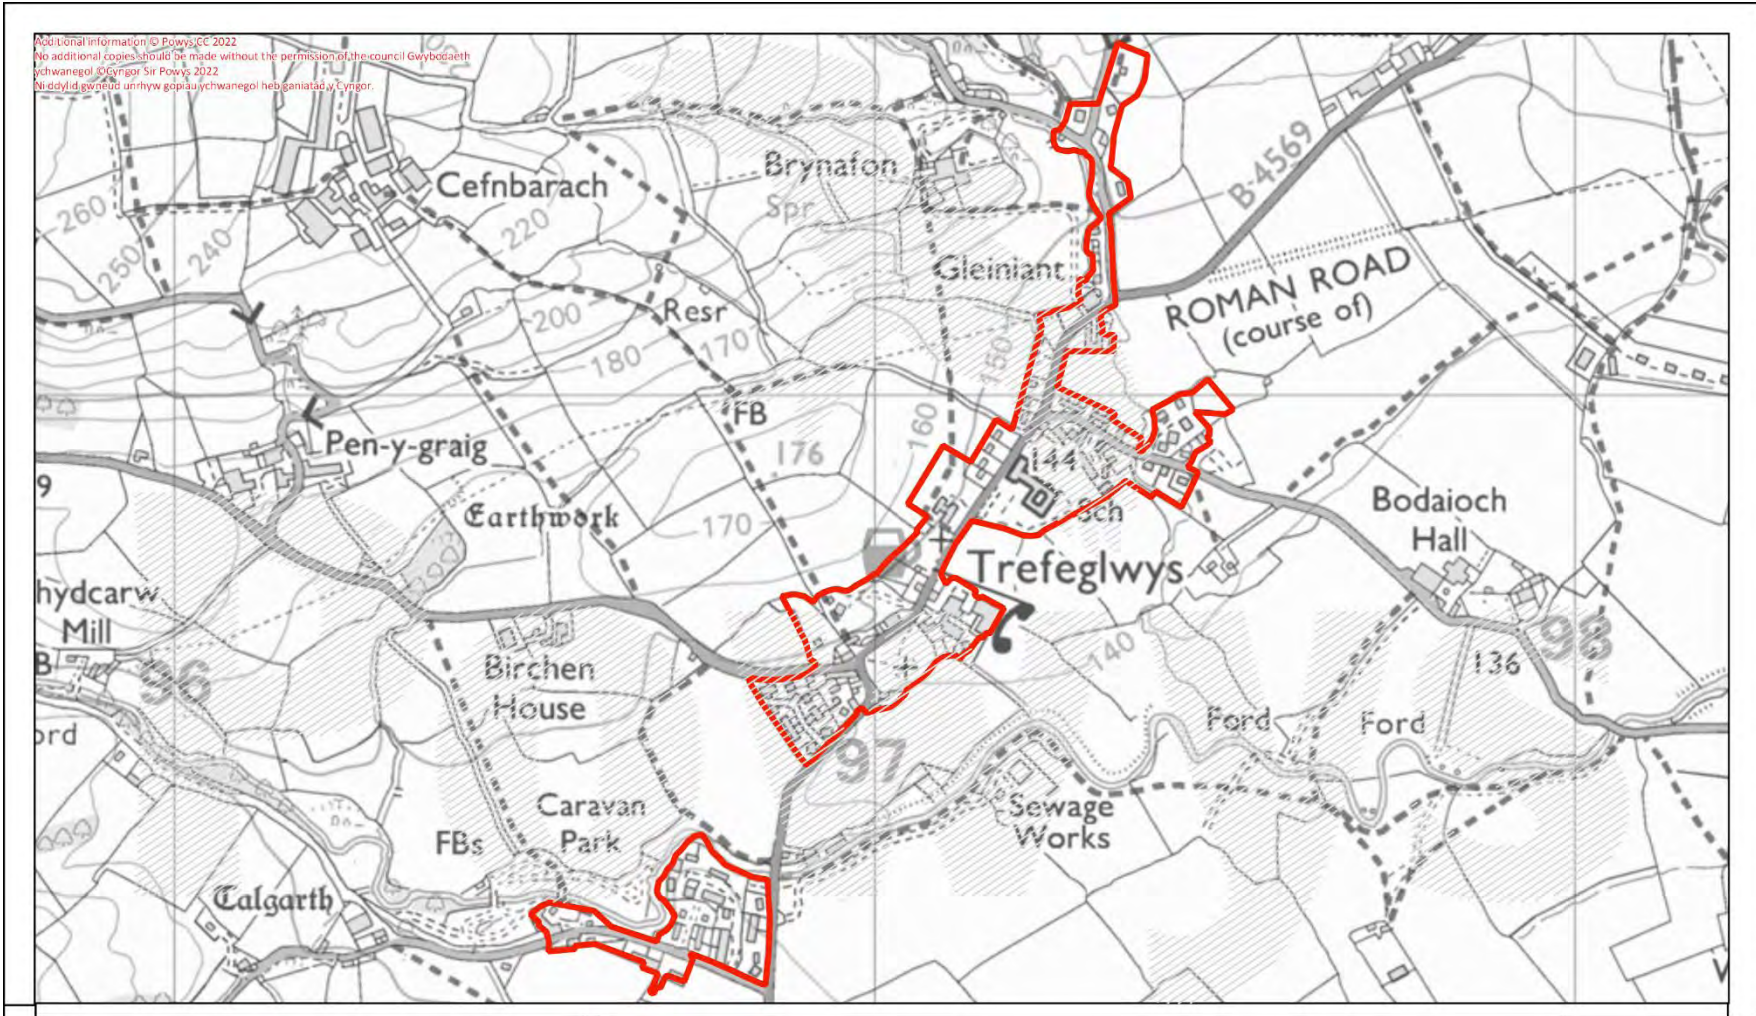 Additional information © Powys CC 2022
No additional copies should be made without the permission of the council Gwybodaeth
ychwanegol ©Cyngor Sir Powys 2022
Ni ddylid gwneud unrhyw gopïau ychwanegol heb ganiatâd y Cyngor.
Cefnbarach
Brynafon
Spr
B 4569
260
250
240
220
Gleiniant
ROMAN ROAD
(course of)
Resr
200
180
170
150
160
FB
176
Pen-y-graig
144
Sch
9
Earthwork
170
Bodaioch
Hall
Trefeglwys
hydcarw
Mill
B
96
Birchen
House
140
136
98
ord
Ford
Ford
97
Caravan
Park
FBs
Sewage
Works
Talgarth